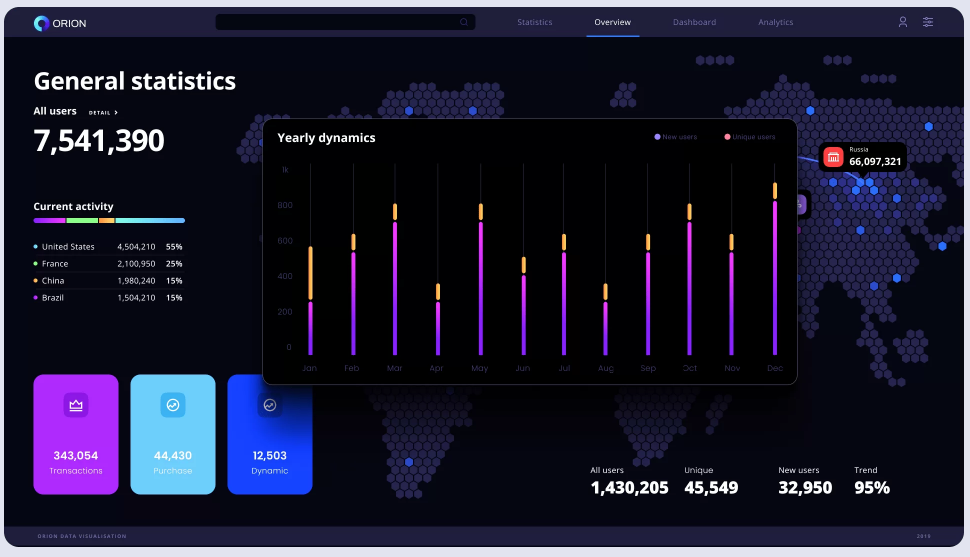 ORION
Statistics
Overview
Dashboard
Analytics
General statistics
All users DETAIL >
7,541,390
Current activity
United States 4,504,210 55%
France 2,100,950 25%
China 1,980,240 15%
Brazil 1,504,210 15%
Yearly dynamics
New users
Unique users
1k
800
600
400
200
0
Jan Feb Mar Apr May Jun Jul Aug Sep Oct Nov Dec
Russia
66,097,321
343,054
Transactions
44,430
Purchase
12,503
Dynamic
All users
1,430,205
Unique
45,549
New users
32,950
Trend
95%
ORION DATA VISUALISATION
2019